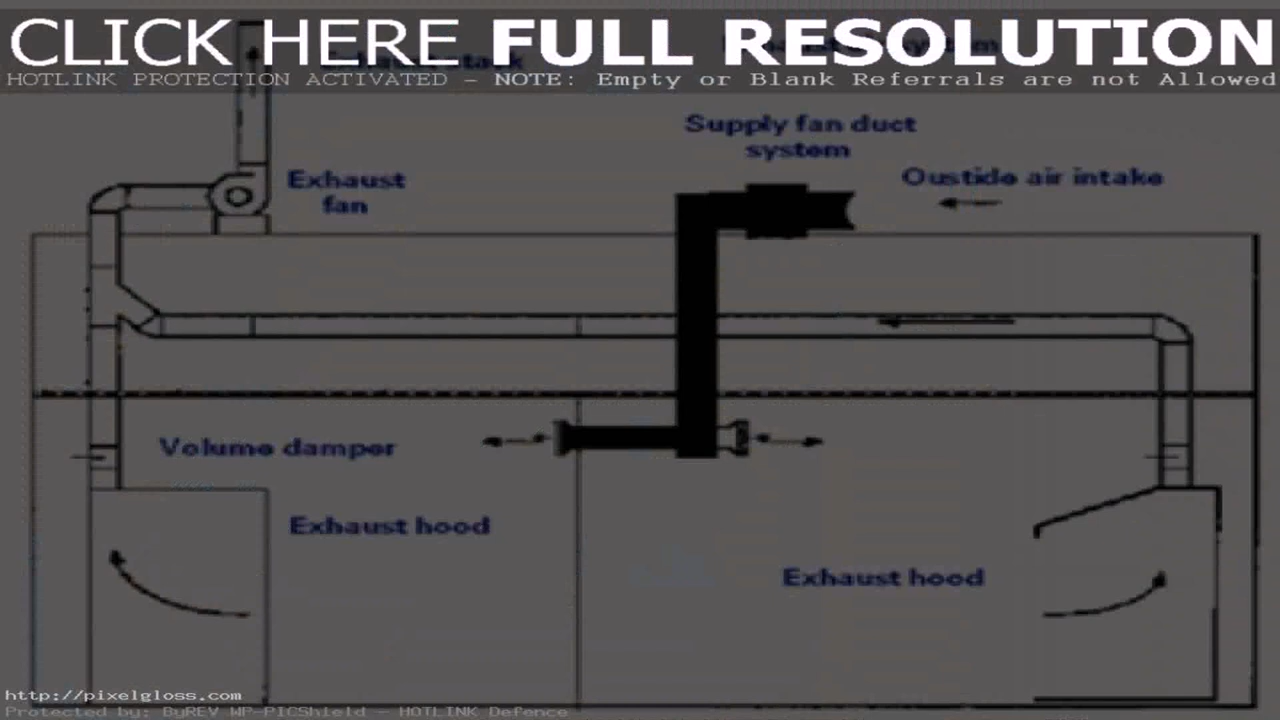 CLICK HERE FULL RESOLUTION
HOTLINK PROTECTION ACTIVATED – NOTE: Empty or Blank Referrals are not Allowed
Exhaust stack
Supply fan duct
system
Exhaust
fan
Oustide air intake
Volume damper
Exhaust hood
Exhaust hood
http://pixelgloss.com
Protected by: ByREV WP-PICShield – HOTLINK Defence